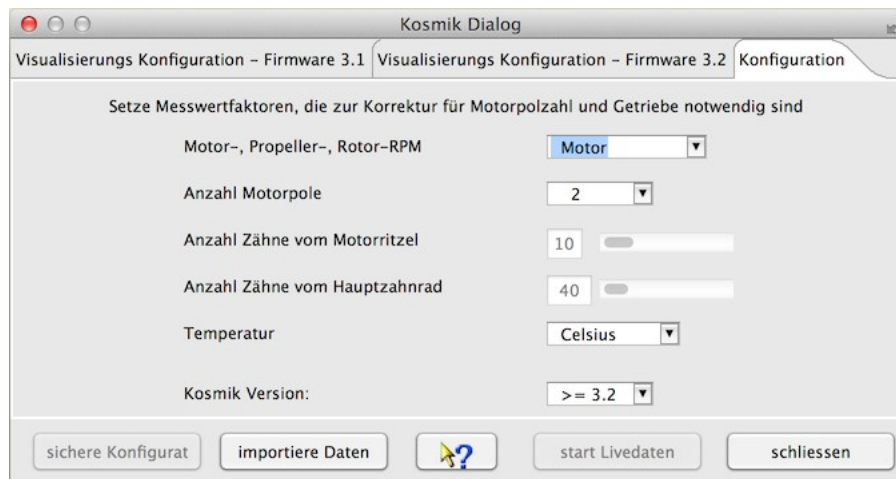 Kosmik Dialog
Visualisierungs Konfiguration – Firmware 3.1
Visualisierungs Konfiguration – Firmware 3.2
Konfiguration
Setze Messwertfaktoren, die zur Korrektur für Motorpolzahl und Getriebe notwendig sind
Motor-, Propeller-, Rotor-RPM Motor
Anzahl Motorpole 2
Anzahl Zähne vom Motorritzel 10
Anzahl Zähne vom Hauptzahnrad 40
Temperatur Celsius
Kosmik Version: >= 3.2
sichere Konfigurat importiere Daten ? start Livedaten schliessen